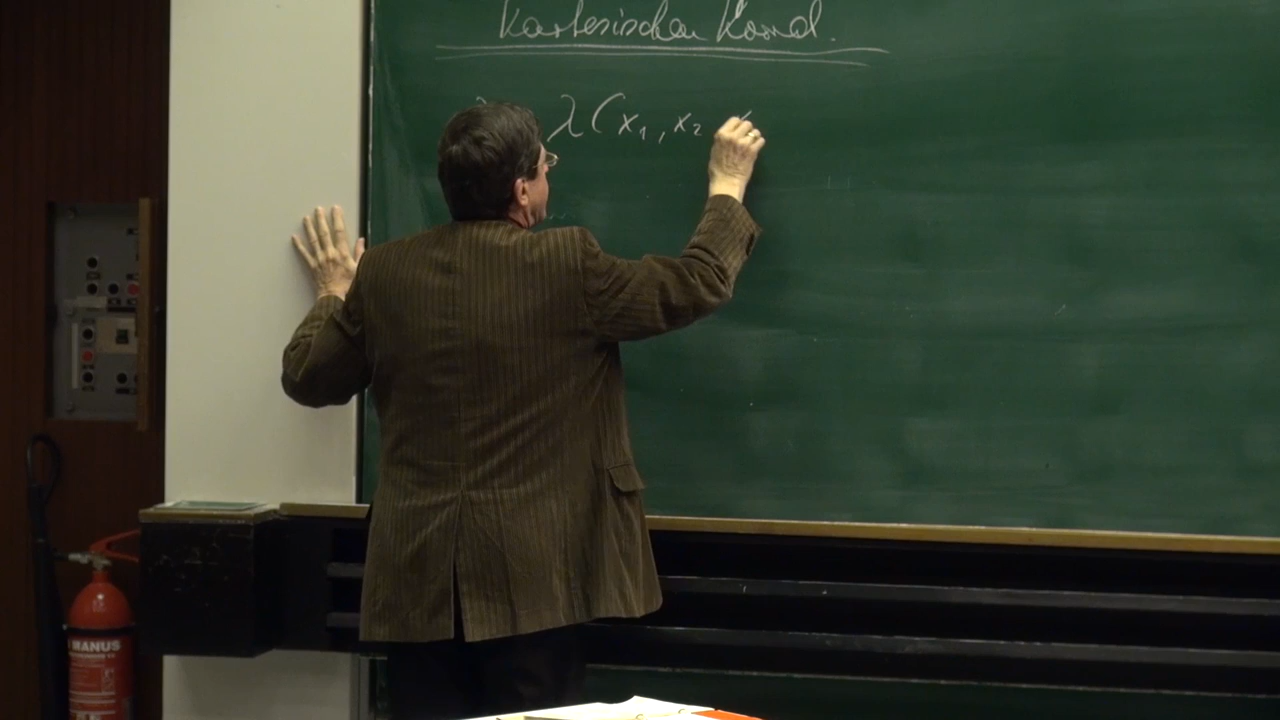 kartesischen Koord.
λ(x₁, x₂
MANUS